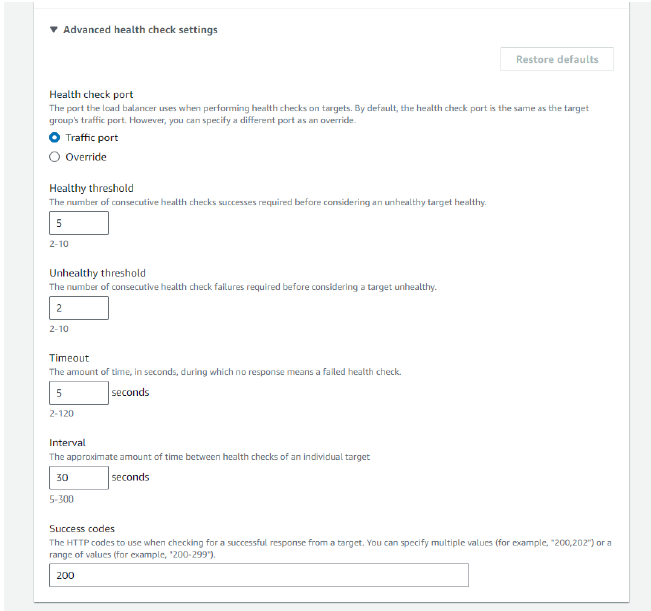 Advanced health check settings
Restore defaults
Health check port
The port the load balancer uses when performing health checks on targets. By default, the health check port is the same as the target
group's traffic port. However, you can specify a different port as an override.
Traffic port
Override
Healthy threshold
The number of consecutive health checks successes required before considering an unhealthy target healthy.
5
2-10
Unhealthy threshold
The number of consecutive health check failures required before considering a target unhealthy.
2
2-10
Timeout
The amount of time, in seconds, during which no response means a failed health check.
5 seconds
2-120
Interval
The approximate amount of time between health checks of an individual target
30 seconds
5-300
Success codes
The HTTP codes to use when checking for a successful response from a target. You can specify multiple values (for example, "200,202") or a
range of values (for example, "200-299").
200